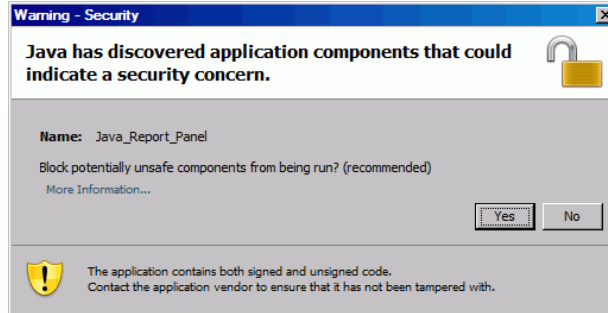 Warning - Security
Java has discovered application components that could
indicate a security concern.
Name: Java_Report_Panel
Block potentially unsafe components from being run? (recommended)
More Information...
Yes No
The application contains both signed and unsigned code.
Contact the application vendor to ensure that it has not been tampered with.